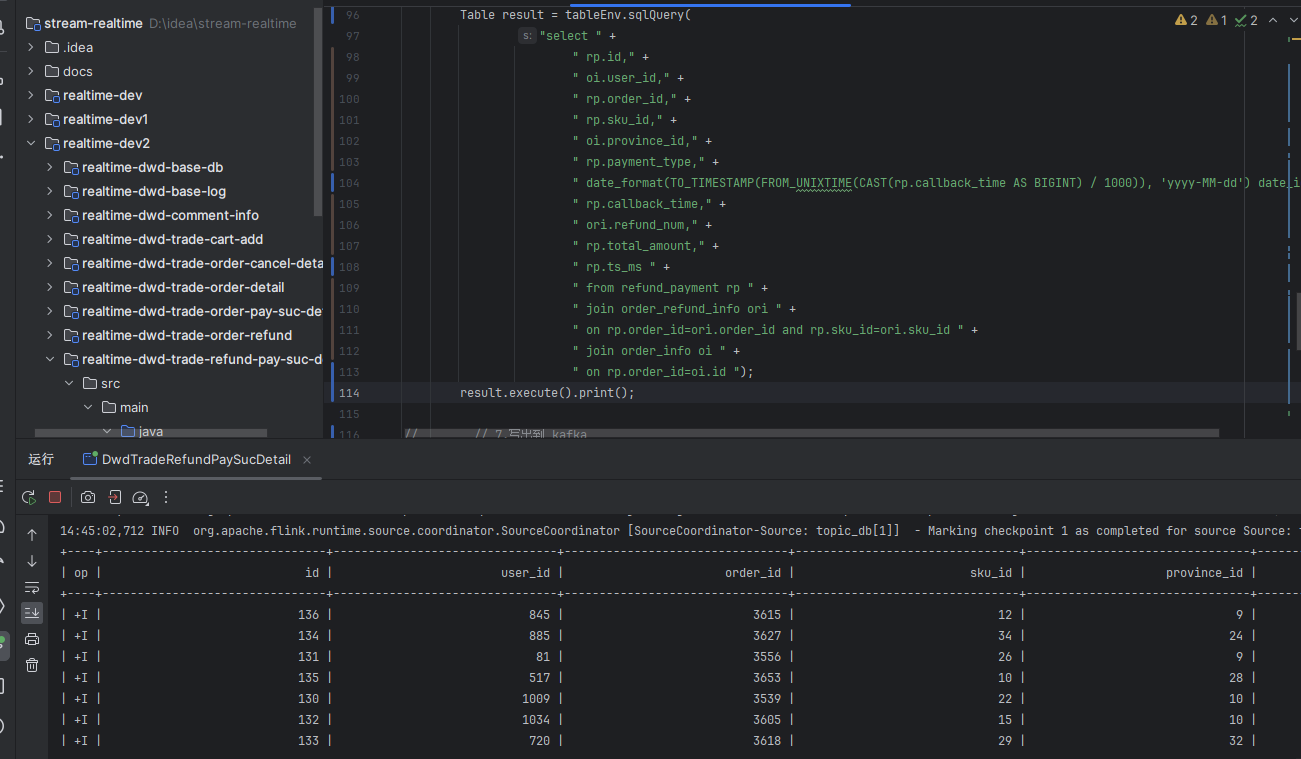 stream-realtime D:\idea\stream-realtime
.idea
docs
realtime-dev
realtime-dev1
realtime-dev2
realtime-dwd-base-db
realtime-dwd-base-log
realtime-dwd-comment-info
realtime-dwd-trade-cart-add
realtime-dwd-trade-order-cancel-deta
realtime-dwd-trade-order-detail
realtime-dwd-trade-order-pay-suc-de
realtime-dwd-trade-order-refund
realtime-dwd-trade-refund-pay-suc-d
src
main
java
2 1 2
96 Table result = tableEnv.sqlQuery(
97 s: "select " +
98 " rp.id," +
99 " oi.user_id," +
100 " rp.order_id," +
101 " rp.sku_id," +
102 " oi.province_id," +
103 " rp.payment_type," +
104 " date_format(TO_TIMESTAMP(FROM_UNIXTIME(CAST(rp.callback_time AS BIGINT) / 1000)), 'yyyy-MM-dd') date_i
105 " rp.callback_time," +
106 " ori.refund_num," +
107 " rp.total_amount," +
108 " rp.ts_ms " +
109 " from refund_payment rp " +
110 " join order_refund_info ori " +
111 " on rp.order_id=ori.order_id and rp.sku_id=ori.sku_id " +
112 " join order_info oi " +
113 " on rp.order_id=oi.id ");
114 result.execute().print();
115
116 // // 7.写出到 kafka
运行 DwdTradeRefundPaySucDetail
14:45:02,712 INFO org.apache.flink.runtime.source.coordinator.SourceCoordinator [SourceCoordinator-Source: topic_db[1]] - Marking checkpoint 1 as completed for source Source: t
+----+--------------------------------+--------------------------------+--------------------------------+--------------------------------+--------------------------------+------
| op | id | user_id | order_id | sku_id | province_id |
+----+--------------------------------+--------------------------------+--------------------------------+--------------------------------+--------------------------------+------
| +I | 136 | 845 | 3615 | 12 | 9 |
| +I | 134 | 885 | 3627 | 34 | 24 |
| +I | 131 | 81 | 3556 | 26 | 9 |
| +I | 135 | 517 | 3653 | 10 | 28 |
| +I | 130 | 1009 | 3539 | 22 | 10 |
| +I | 132 | 1034 | 3605 | 15 | 10 |
| +I | 133 | 720 | 3618 | 29 | 32 |